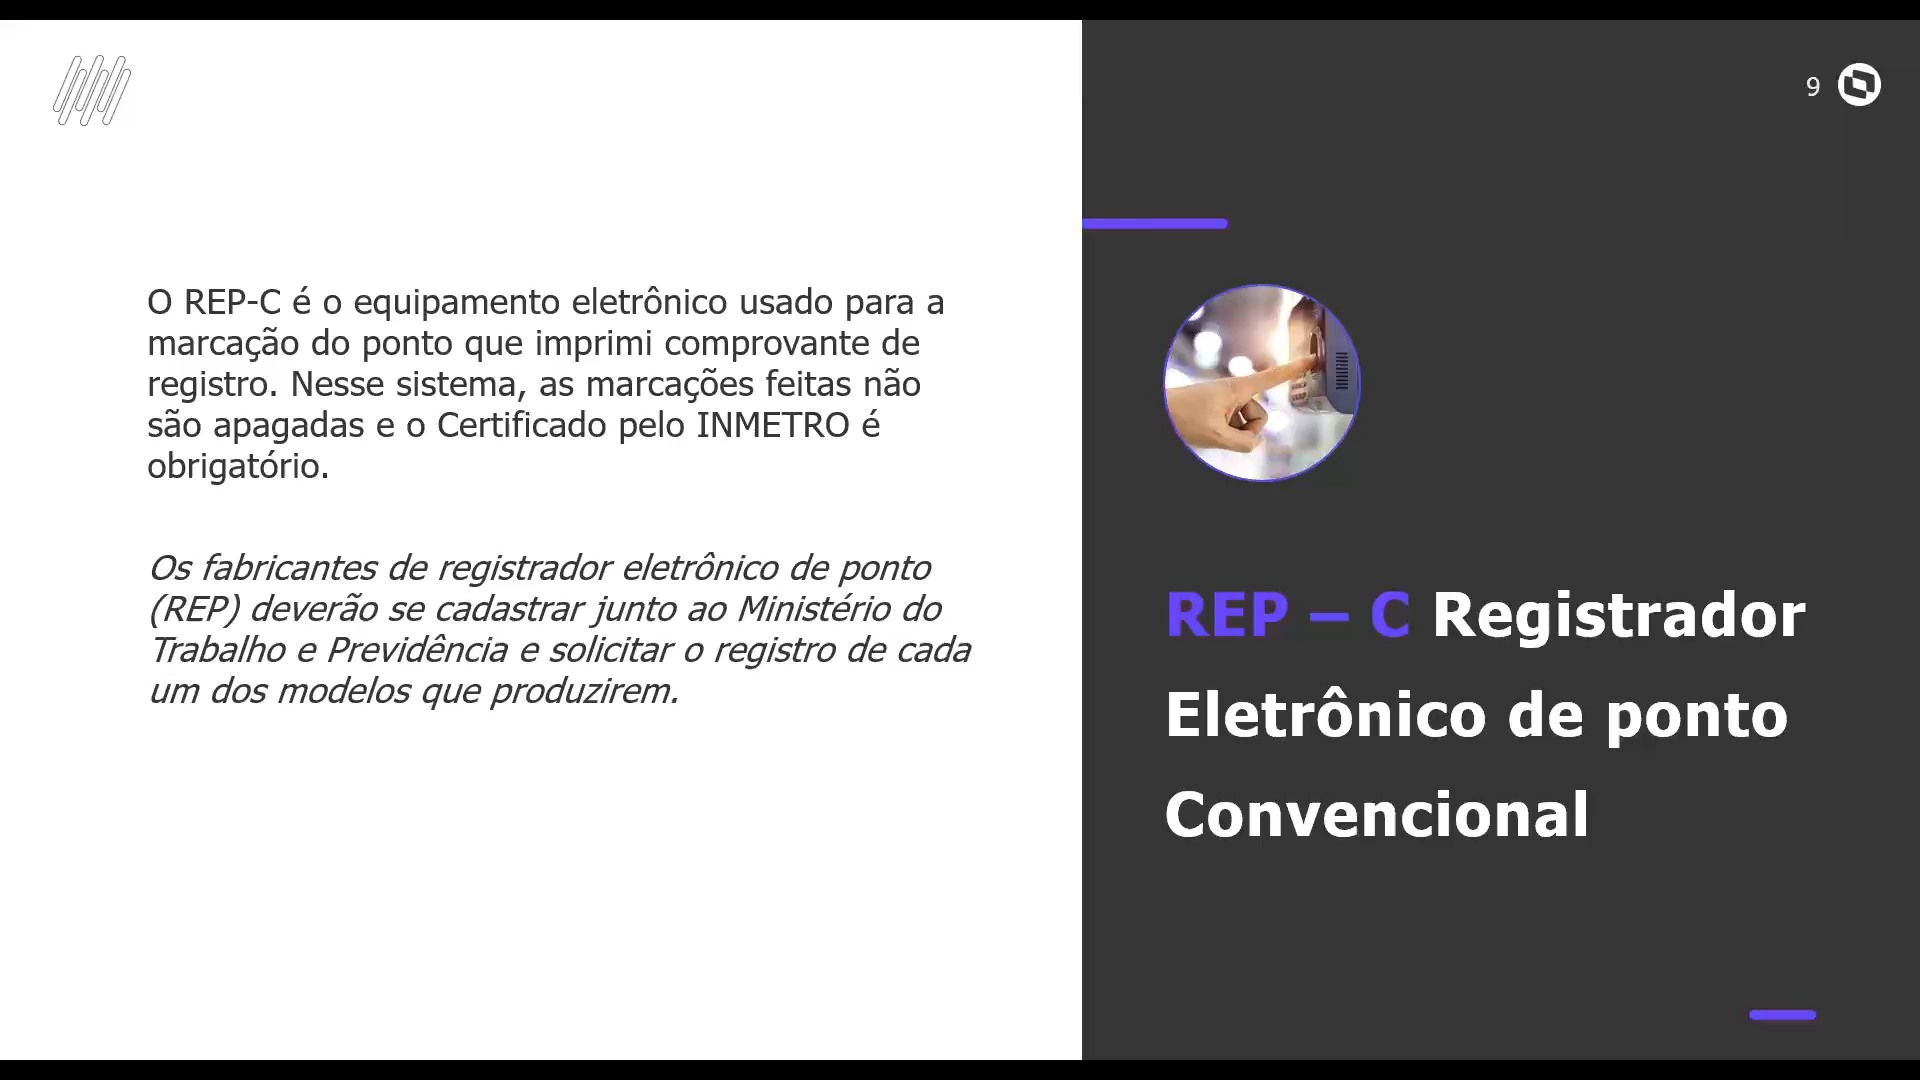 O REP-C é o equipamento eletrônico usado para a
marcação do ponto que imprimi comprovante de
registro. Nesse sistema, as marcações feitas não
são apagadas e o Certificado pelo INMETRO é
obrigatório.
Os fabricantes de registrador eletrônico de ponto
(REP) deverão se cadastrar junto ao Ministério do
Trabalho e Previdência e solicitar o registro de cada
um dos modelos que produzirem.
9
REP – C Registrador
Eletrônico de ponto
Convencional